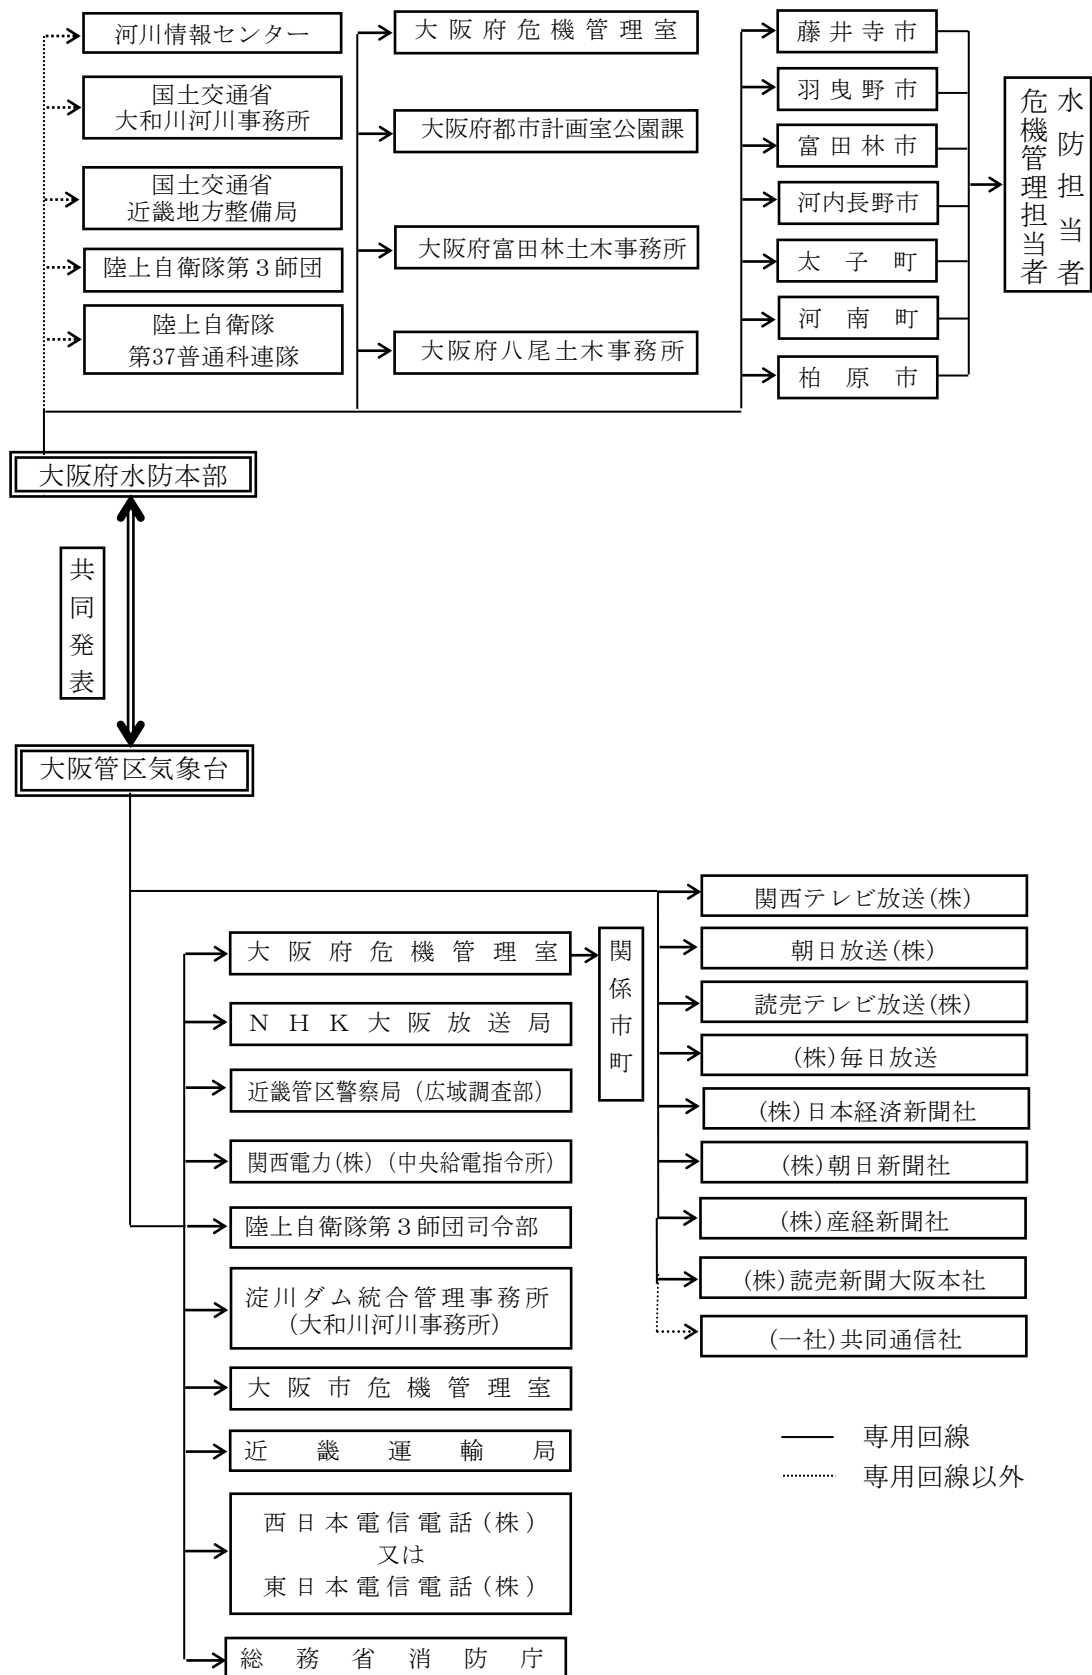 河川情報センター
国土交通省
大和川河川事務所
国土交通省
近畿地方整備局
陸上自衛隊第３師団
陸上自衛隊
第37普通科連隊
大阪府危機管理室
大阪府都市計画室公園課
大阪府富田林土木事務所
大阪府八尾土木事務所
藤井寺市
羽曳野市
富田林市
河内長野市
太子町
河南町
柏原市
水防担当者
危機管理担当者
大阪府水防本部
共同発表
大阪管区気象台
大阪府危機管理室
ＮＨＫ大阪放送局
近畿管区警察局（広域調査部）
関西電力(株)（中央給電指令所）
陸上自衛隊第３師団司令部
淀川ダム統合管理事務所
(大和川河川事務所)
大阪市危機管理室
近畿運輸局
西日本電信電話(株)
又は
東日本電信電話(株)
総務省消防庁
関係市町
関西テレビ放送(株)
朝日放送(株)
読売テレビ放送(株)
(株)毎日放送
(株)日本経済新聞社
(株)朝日新聞社
(株)産経新聞社
(株)読売新聞大阪本社
(一社)共同通信社
専用回線
専用回線以外